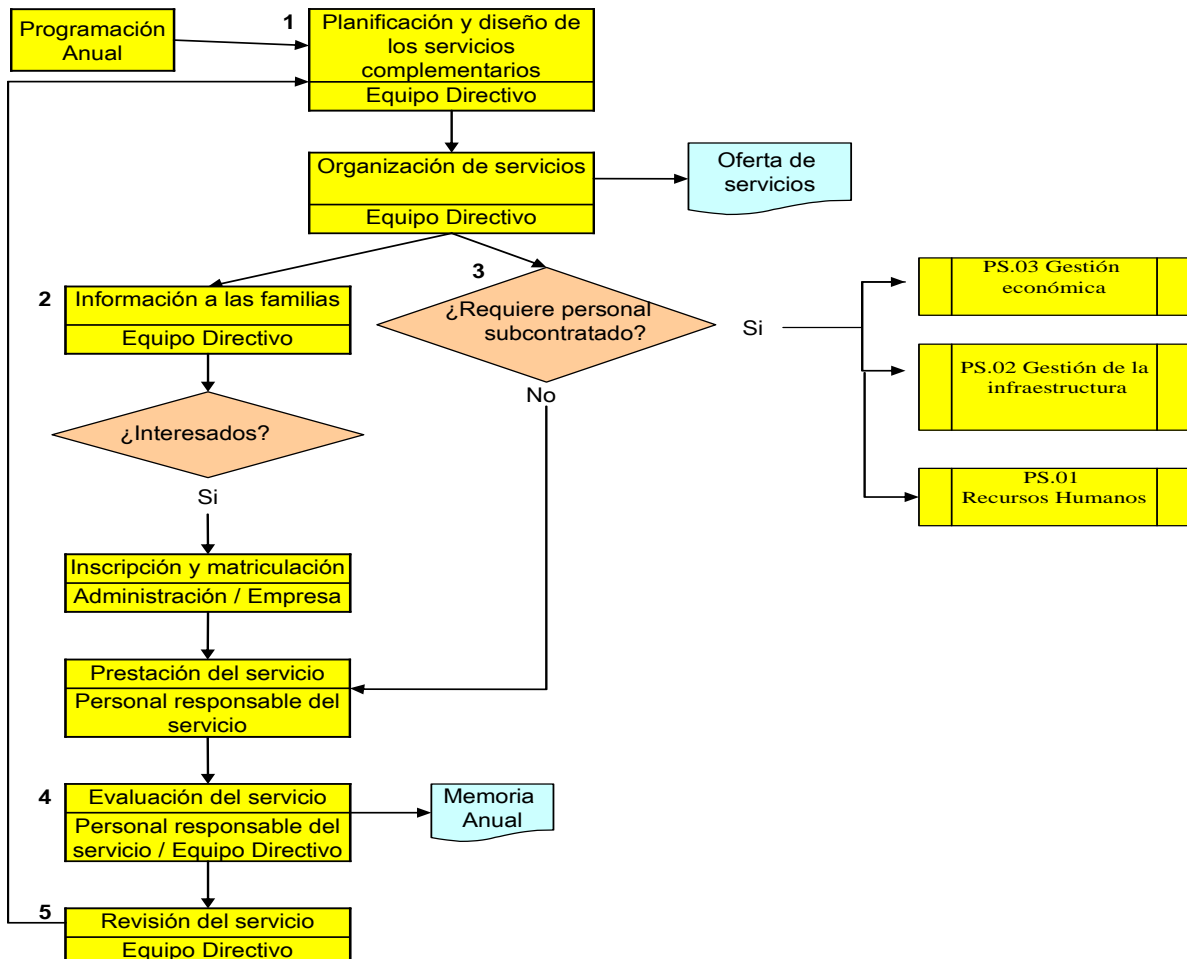 Programación
Anual
1
Planificación y diseño de
los servicios
complementarios
Equipo Directivo
Organización de servicios
Equipo Directivo
Oferta de
servicios
2
Información a las familias
Equipo Directivo
3
¿Requiere personal
subcontratado?
Si
No
PS.03 Gestión
económica
PS.02 Gestión de la
infraestructura
PS.01
Recursos Humanos
¿Interesados?
Si
Inscripción y matriculación
Administración / Empresa
Prestación del servicio
Personal responsable del
servicio
4
Evaluación del servicio
Personal responsable del
servicio / Equipo Directivo
Memoria
Anual
5
Revisión del servicio
Equipo Directivo